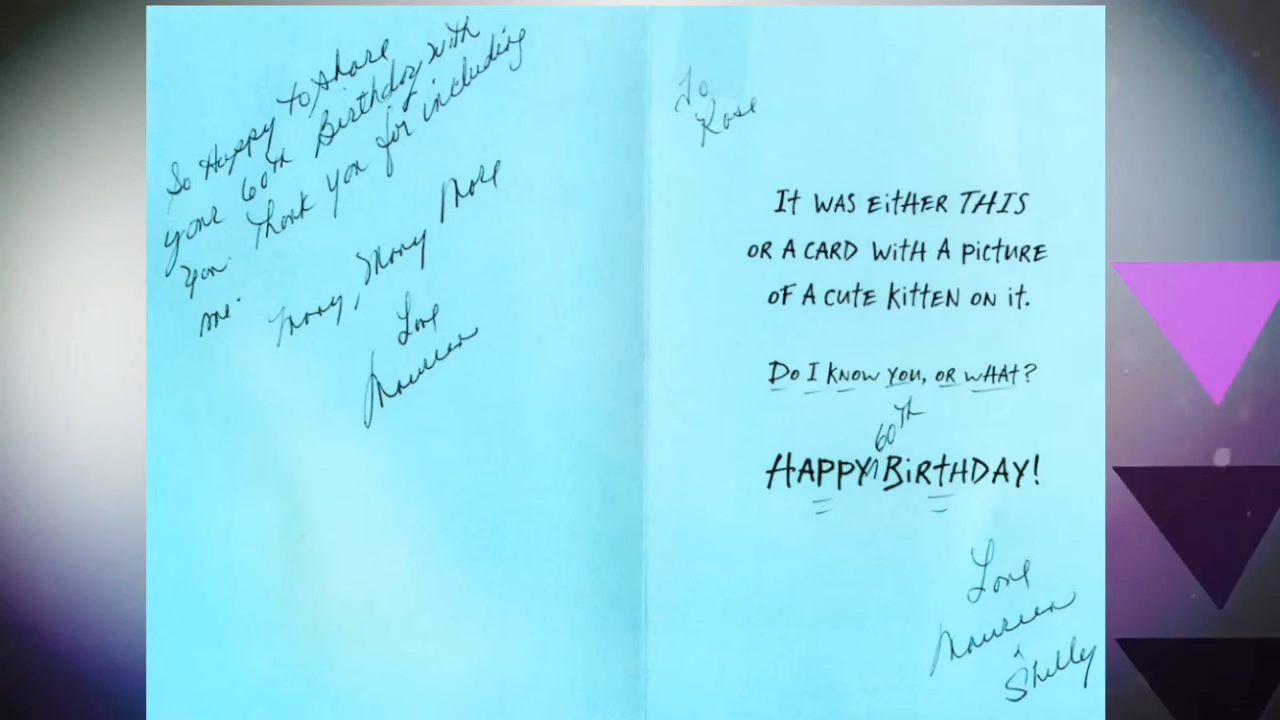 So Happy to share
your 60th Birthday with
you. Thank you for including
me.
Many, Many More
Love
Maureen
To
Rose
It was either THIS
or a card with a picture
of a cute kitten on it.
Do I know you, or what?
60th
HAPPY BIRTHDAY!
Love
Maureen
&
Shelly